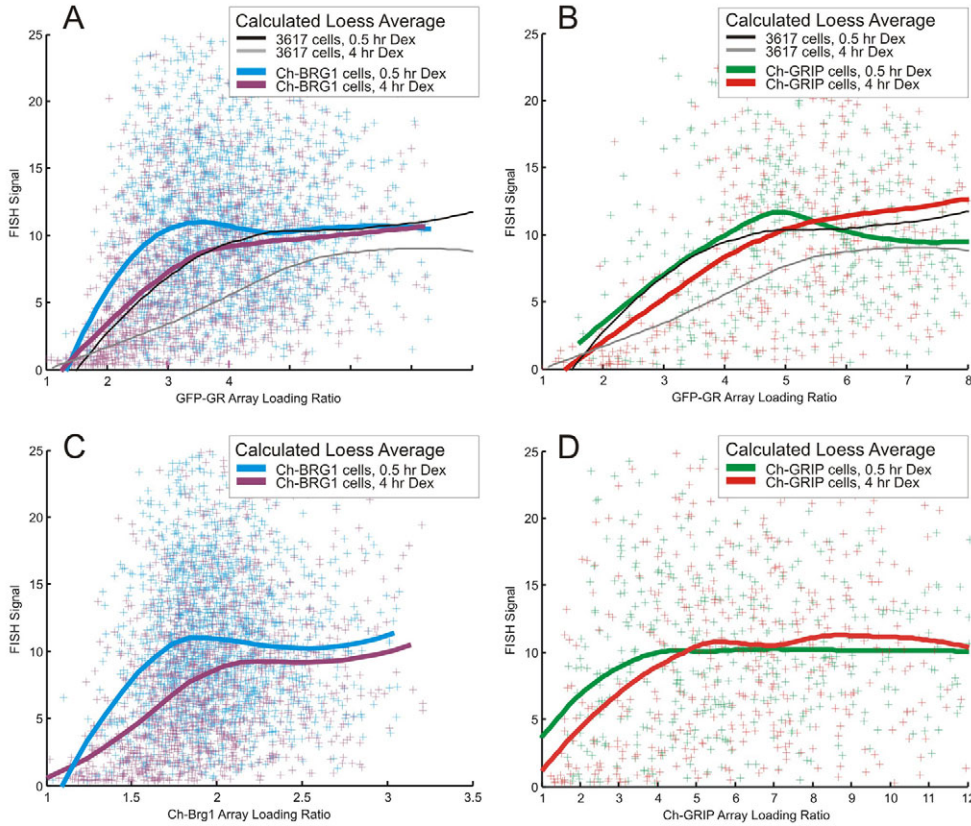 A
Calculated Loess Average
3617 cells, 0.5 hr Dex
3617 cells, 4 hr Dex
Ch-BRG1 cells, 0.5 hr Dex
Ch-BRG1 cells, 4 hr Dex
25
20
15
10
5
0
FISH Signal
1 2 3 4
GFP-GR Array Loading Ratio
B
Calculated Loess Average
3617 cells, 0.5 hr Dex
3617 cells, 4 hr Dex
Ch-GRIP cells, 0.5 hr Dex
Ch-GRIP cells, 4 hr Dex
25
20
15
10
5
0
FISH Signal
1 2 3 4 5 6 7 8
GFP-GR Array Loading Ratio
C
Calculated Loess Average
Ch-BRG1 cells, 0.5 hr Dex
Ch-BRG1 cells, 4 hr Dex
25
20
15
10
5
0
FISH Signal
1 1.5 2 2.5 3 3.5
Ch-Brg1 Array Loading Ratio
D
Calculated Loess Average
Ch-GRIP cells, 0.5 hr Dex
Ch-GRIP cells, 4 hr Dex
25
20
15
10
5
0
FISH Signal
1 2 3 4 5 6 7 8 9 10 11 12
Ch-GRIP Array Loading Ratio